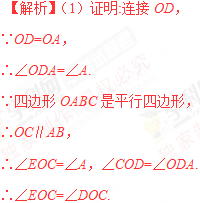 【解析】（1）证明:连接 OD，
∵OD=OA，
∴∠ODA=∠A.
∵四边形 OABC 是平行四边形，
∴OC∥AB，
∴∠EOC=∠A，∠COD=∠ODA.
∴∠EOC=∠DOC.